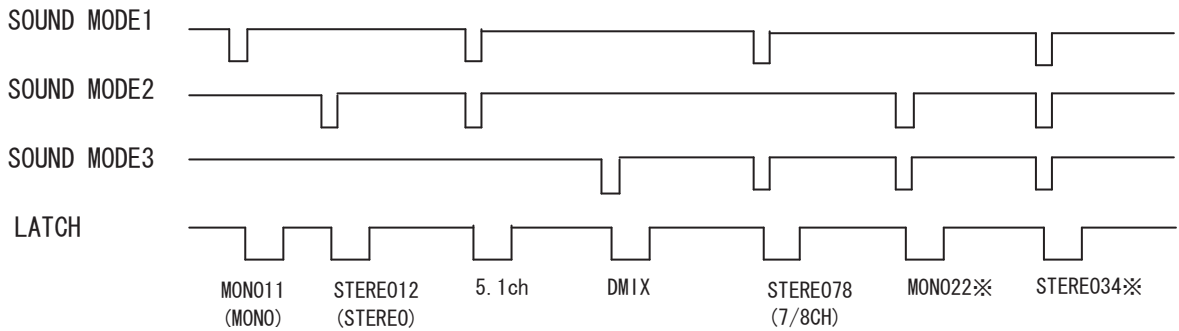 SOUND MODE1
SOUND MODE2
SOUND MODE3
LATCH
MONO11 STEREO12 5.1ch DMIX STEREO78 MONO22※ STEREO34※
(MONO) (STEREO) (7/8CH)